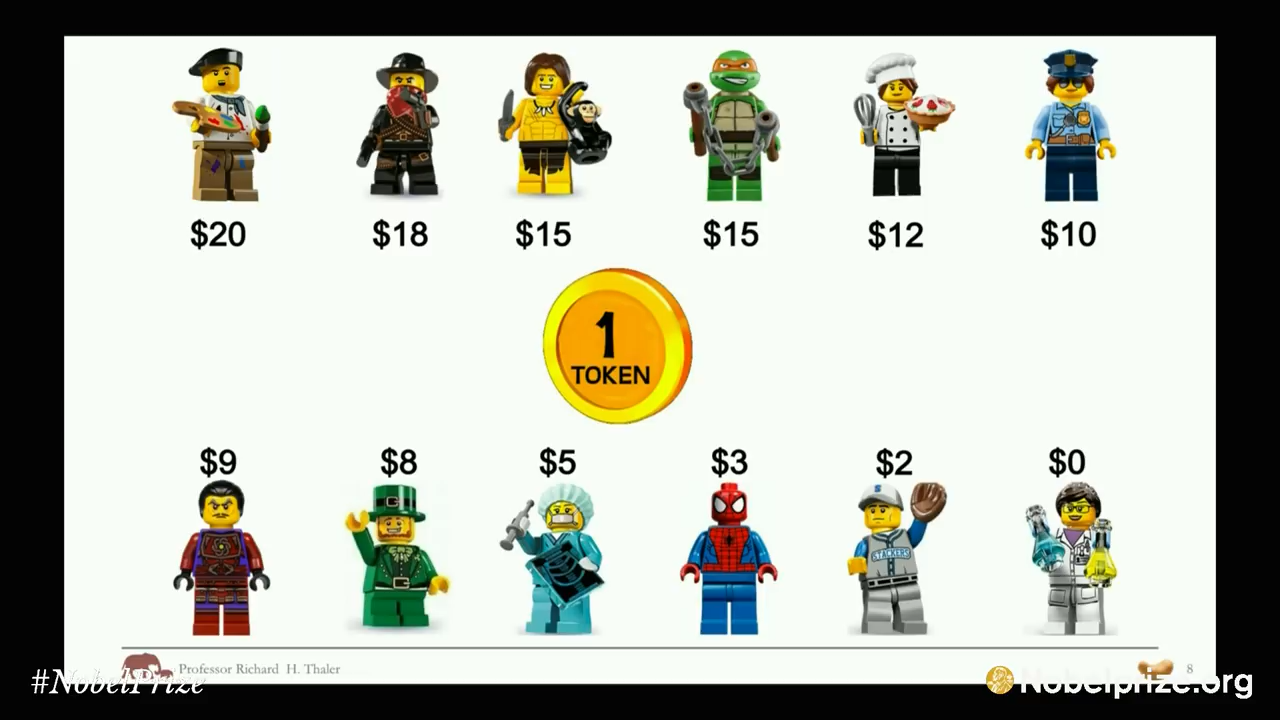 $20 $18 $15 $15 $12 $10
1
TOKEN
$9 $8 $5 $3 $2 $0
S
STACKERS
Professor Richard H. Thaler
8
#NobelPrize
Nobelprize.org